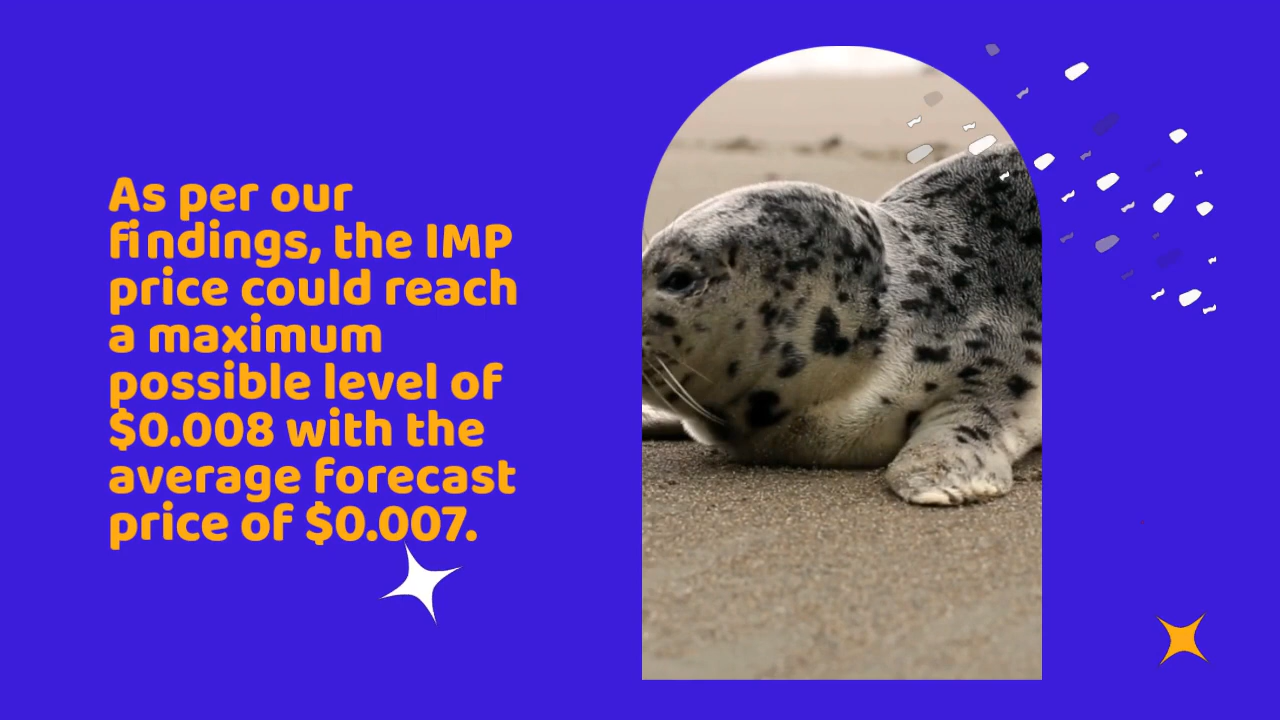 As per our
findings, the IMP
price could reach
a maximum
possible level of
$0.008 with the
average forecast
price of $0.007.